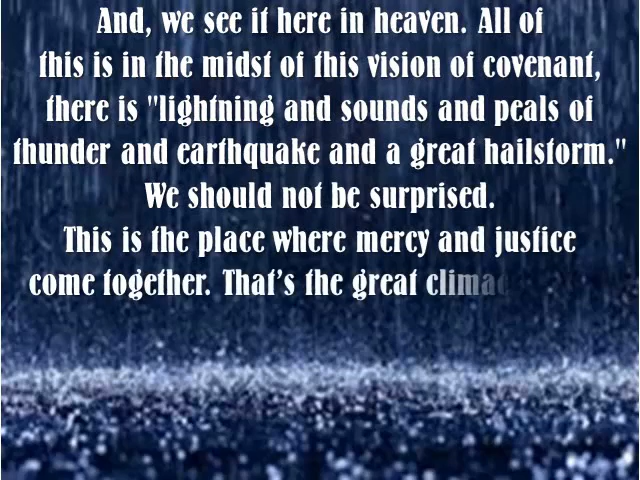 And, we see it here in heaven. All of
this is in the midst of this vision of covenant,
there is "lightning and sounds and peals of
thunder and earthquake and a great hailstorm."
We should not be surprised.
This is the place where mercy and justice
come together. That's the great